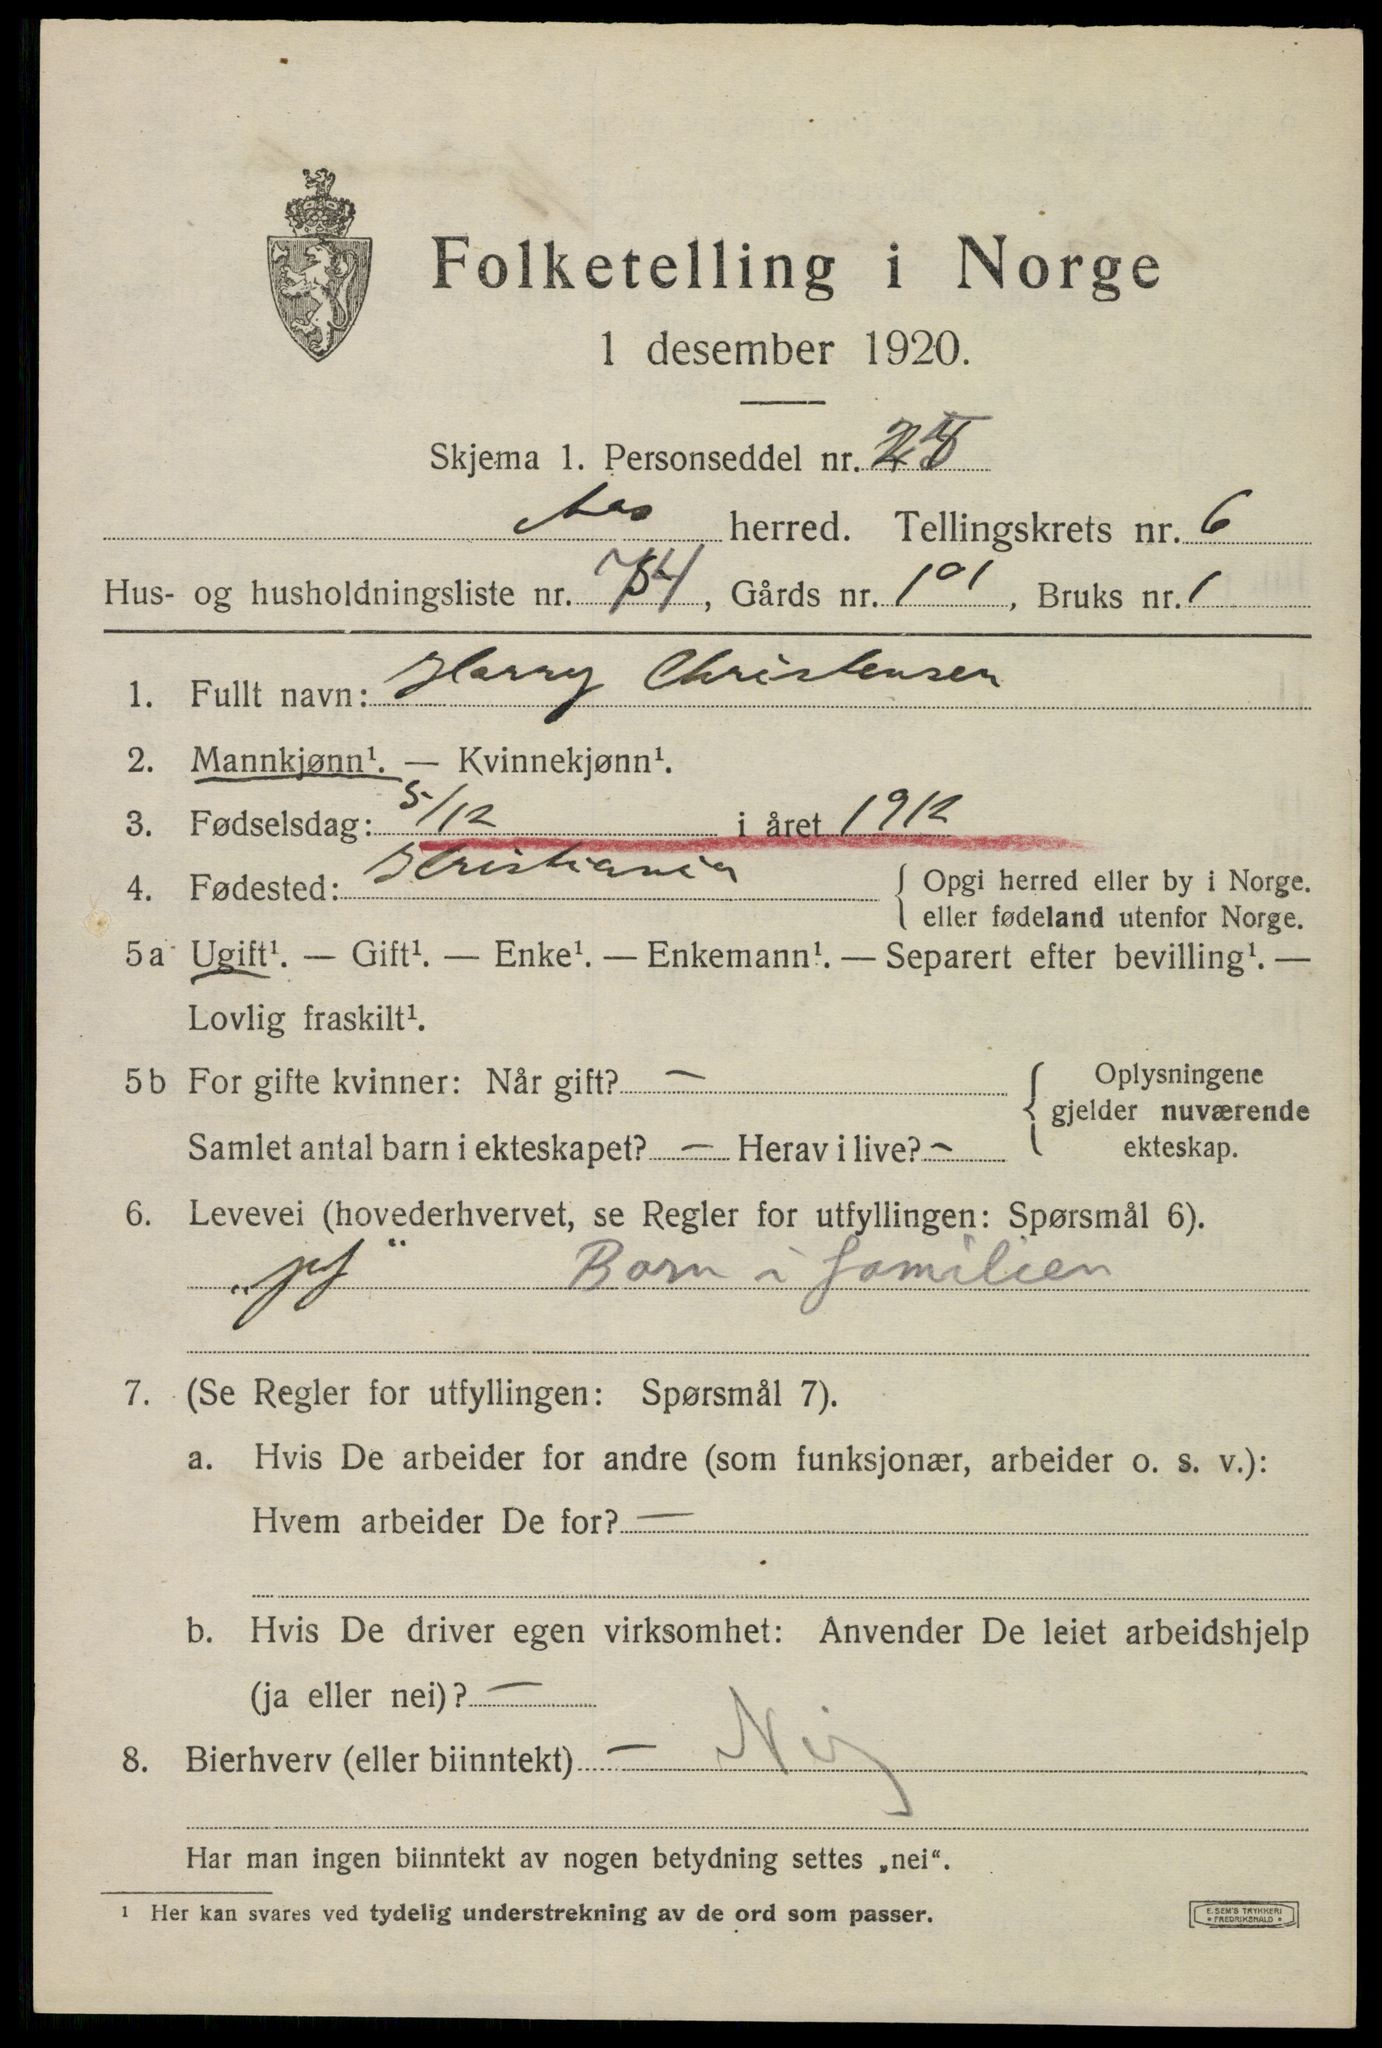 Folketelling i Norge
1 desember 1920.
Skjema 1. Personseddel nr.
Aas herred. Tellingskrets nr. 6
Hus- og husholdningsliste nr. 74, Gårds nr. 101, Bruks nr. 1
1. Fullt navn: Harry Christensen
2. Mannkjønn¹. — Kvinnekjønn¹.
3. Fødselsdag: 5/12 i året 1912
4. Fødested: Kristiania { Opgi herred eller by i Norge.
eller fødeland utenfor Norge.
5a Ugift¹. — Gift¹. — Enke¹. — Enkemann¹. — Separert efter bevilling¹. —
Lovlig fraskilt¹.
5b For gifte kvinner: Når gift? — { Oplysningene
gjelder nuværende
Samlet antal barn i ekteskapet? — Herav i live? — ekteskap.
6. Levevei (hovederhvervet, se Regler for utfyllingen: Spørsmål 6).
Barn i familien
7. (Se Regler for utfyllingen: Spørsmål 7).
a. Hvis De arbeider for andre (som funksjonær, arbeider o. s. v.):
Hvem arbeider De for? —
b. Hvis De driver egen virksomhet: Anvender De leiet arbeidshjelp
(ja eller nei)? —
8. Bierhverv (eller biinntekt) — Nei
Har man ingen biinntekt av nogen betydning settes „nei“.
¹ Her kan svares ved tydelig understrekning av de ord som passer.
E. SEM'S TRYKKERI
* FREDRIKSHALD *